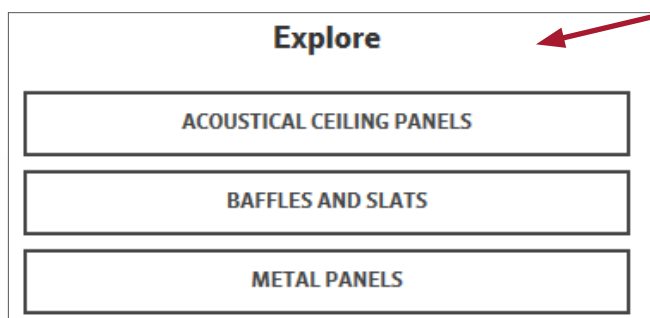 Explore
ACOUSTICAL CEILING PANELS
BAFFLES AND SLATS
METAL PANELS